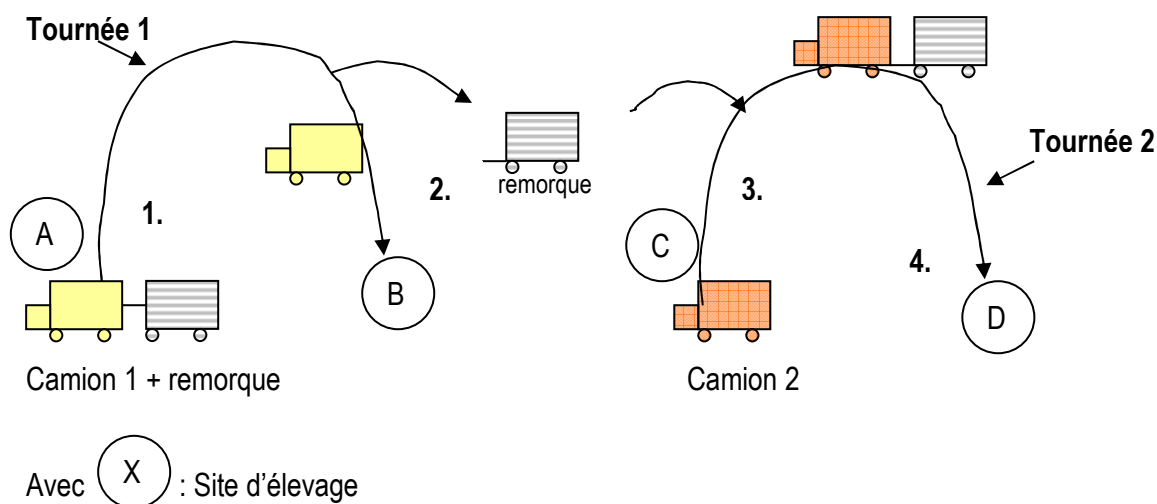 Tournée 1
Tournée 2
remorque
1.
2.
3.
4.
A
B
C
D
Camion 1 + remorque
Camion 2
Avec X : Site d'élevage